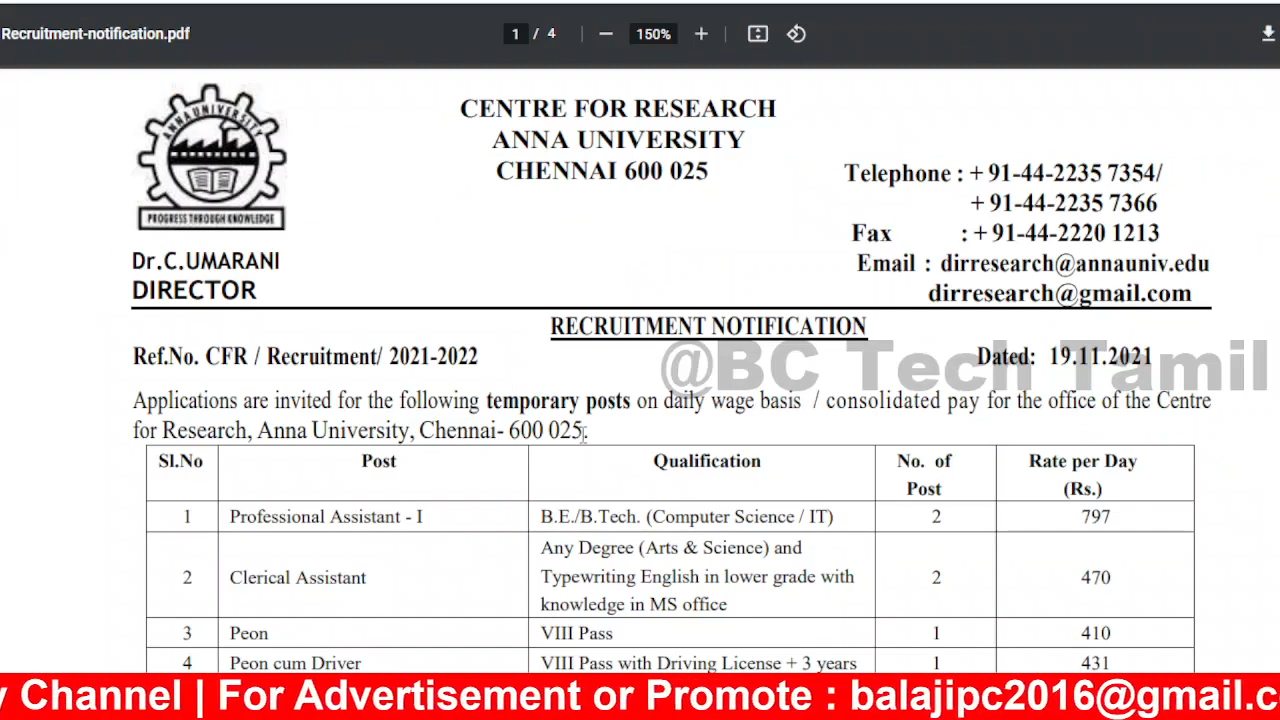 Recruitment-notification.pdf
1 / 4
150%
ANNA UNIVERSITY
PROGRESS THROUGH KNOWLEDGE
CENTRE FOR RESEARCH
ANNA UNIVERSITY
CHENNAI 600 025
Telephone : + 91-44-2235 7354/
+ 91-44-2235 7366
Fax : + 91-44-2220 1213
Email : dirresearch@annauniv.edu
dirresearch@gmail.com
Dr.C.UMARANI
DIRECTOR
RECRUITMENT NOTIFICATION
Ref.No. CFR / Recruitment/ 2021-2022 Dated: 19.11.2021
@BC Tech Tamil
Applications are invited for the following temporary posts on daily wage basis / consolidated pay for the office of the Centre
for Research, Anna University, Chennai- 600 025:
Sl.No Post Qualification No. of Post Rate per Day (Rs.)
1 Professional Assistant - I B.E./B.Tech. (Computer Science / IT) 2 797
2 Clerical Assistant Any Degree (Arts & Science) and
Typewriting English in lower grade with
knowledge in MS office 2 470
3 Peon VIII Pass 1 410
4 Peon cum Driver VIII Pass with Driving License + 3 years 1 431
y Channel | For Advertisement or Promote : balajipc2016@gmail.c